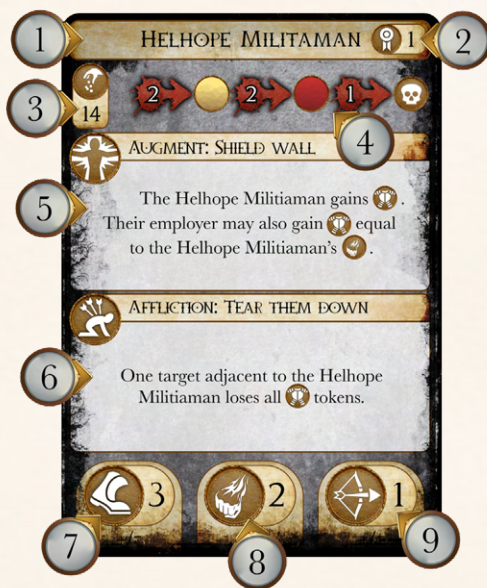 1
HELHOPE MILITAMAN 1
2
3
14
2 2 1
4
AUGMENT: SHIELD WALL
5
The Helhope Militiaman gains .
Their employer may also gain equal
to the Helhope Militiaman's .
AFFLICTION: TEAR THEM DOWN
6
One target adjacent to the Helhope
Militiaman loses all tokens.
3 2 1
7
8
9